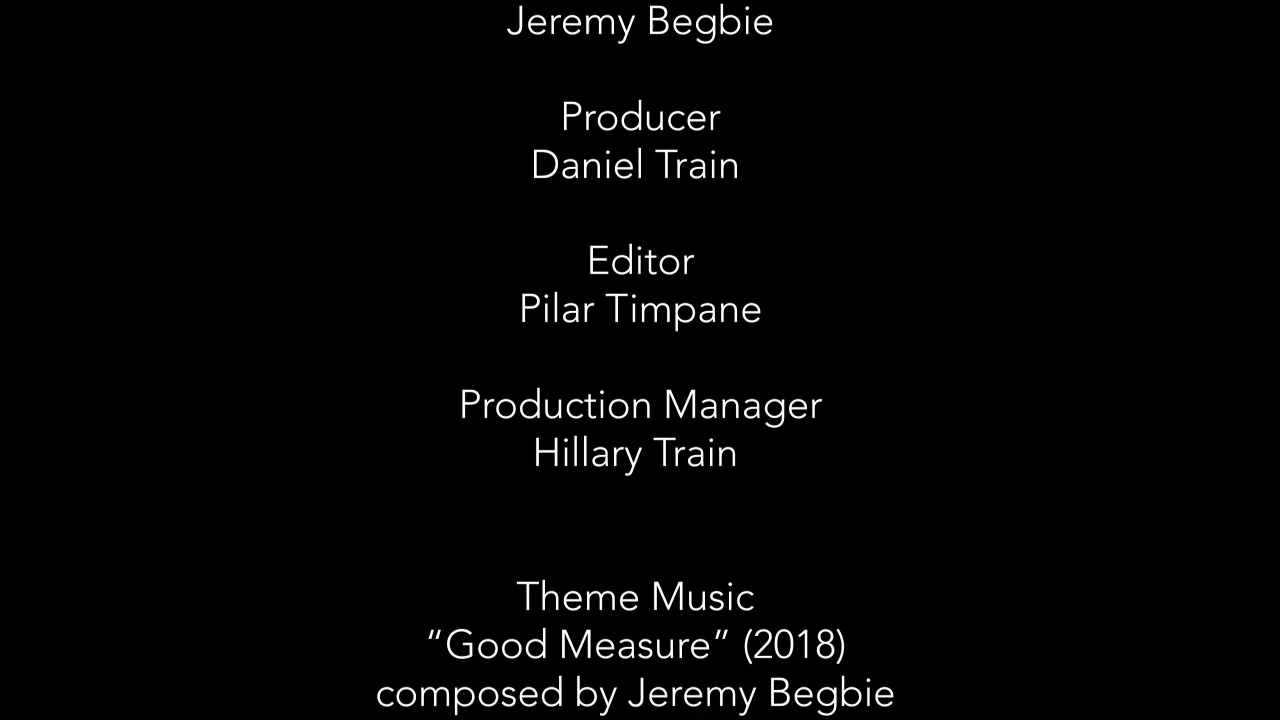 Jeremy Begbie
Producer
Daniel Train
Editor
Pilar Timpane
Production Manager
Hillary Train
Theme Music
“Good Measure” (2018)
composed by Jeremy Begbie